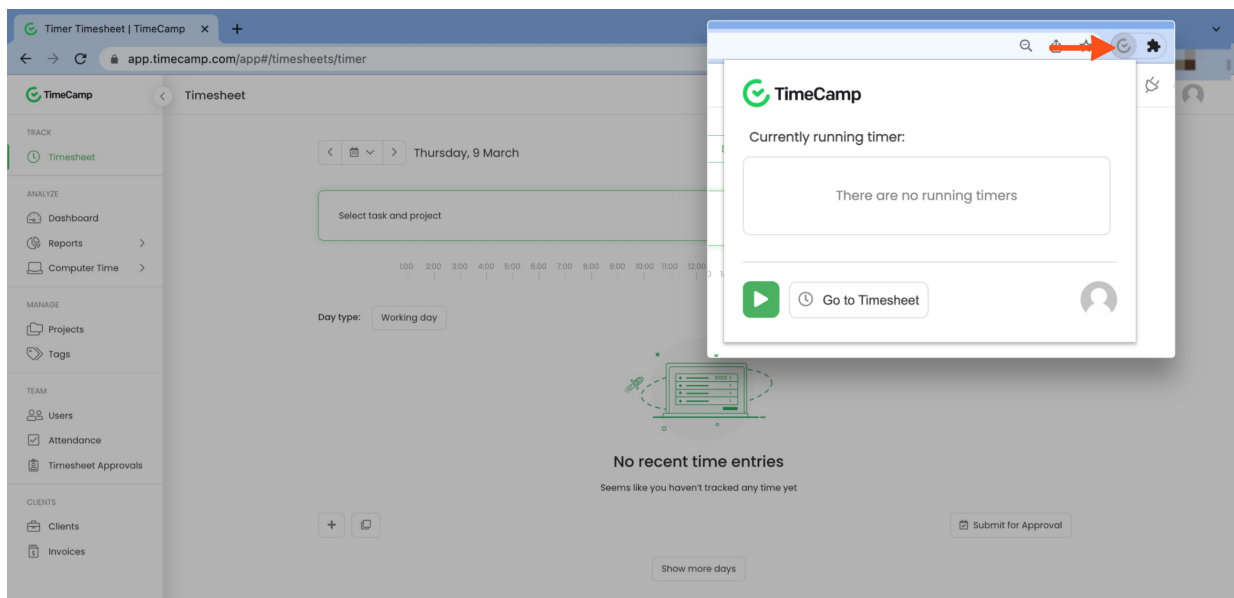 Timer Timesheet | TimeCamp
app.timecamp.com/app#/timesheets/timer
TimeCamp
Timesheet
TRACK
Timesheet
ANALYZE
Dashboard
Reports
Computer Time
MANAGE
Projects
Tags
TEAM
Users
Attendance
Timesheet Approvals
CLIENTS
Clients
Invoices
Thursday, 9 March
Select task and project
1:00 2:00 3:00 4:00 5:00 6:00 7:00 8:00 9:00 10:00 11:00 12:00
Day type: Working day
No recent time entries
Seems like you haven't tracked any time yet
Submit for Approval
Show more days
TimeCamp
Currently running timer:
There are no running timers
Go to Timesheet